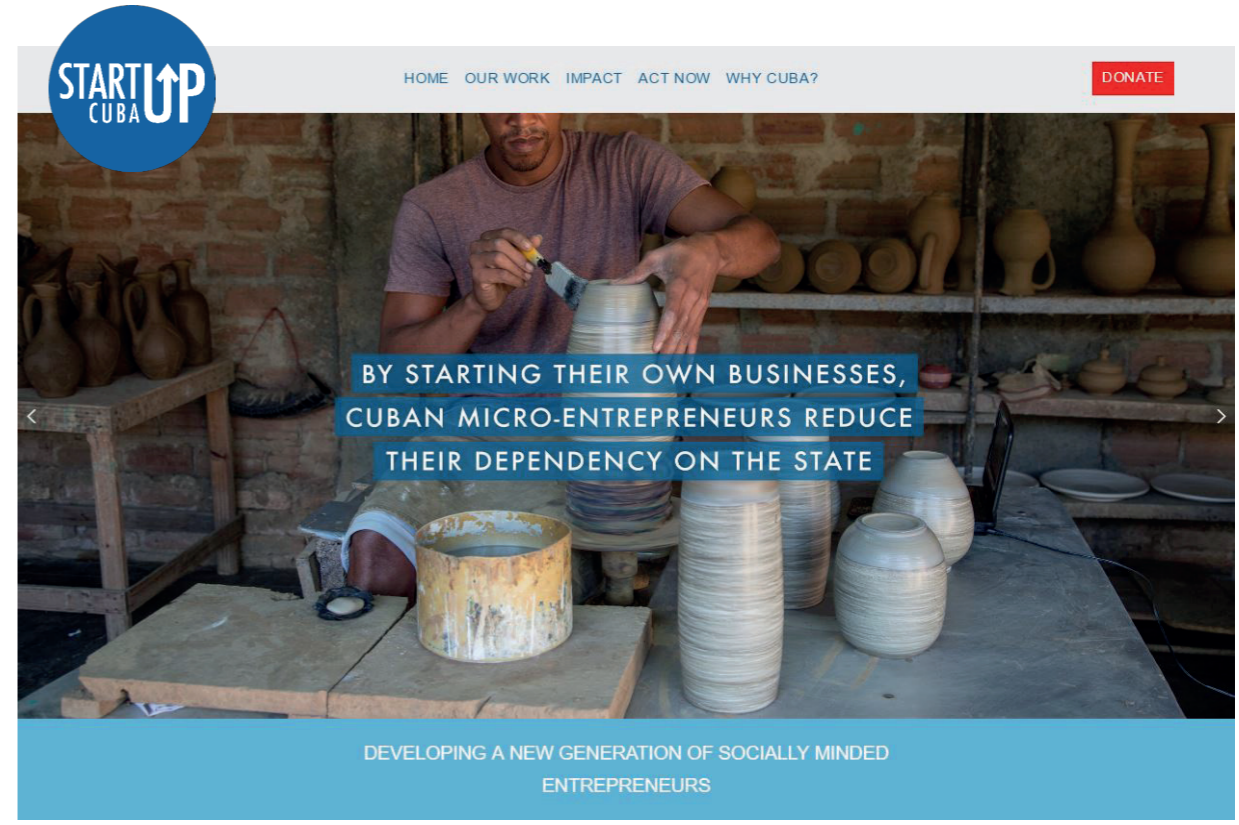 START UP
CUBA
HOME OUR WORK IMPACT ACT NOW WHY CUBA?
DONATE
BY STARTING THEIR OWN BUSINESSES,
CUBAN MICRO-ENTREPRENEURS REDUCE
THEIR DEPENDENCY ON THE STATE
DEVELOPING A NEW GENERATION OF SOCIALLY MINDED
ENTREPRENEURS